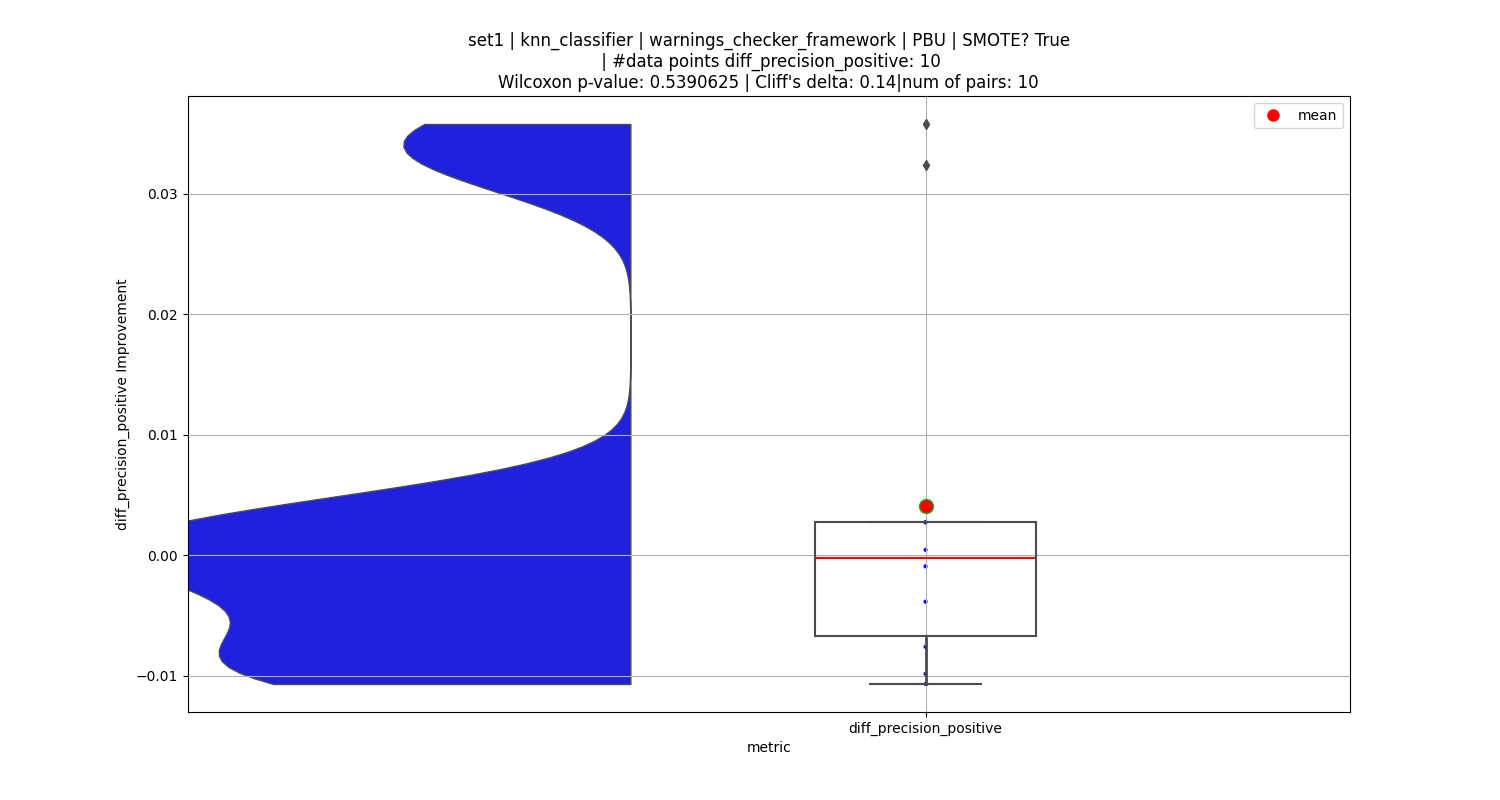 set1 | knn_classifier | warnings_checker_framework | PBU | SMOTE? True
| #data points diff_precision_positive: 10
Wilcoxon p-value: 0.5390625 | Cliff's delta: 0.14|num of pairs: 10
mean
0.03
0.02
0.01
0.00
−0.01
diff_precision_positive Improvement
diff_precision_positive
metric